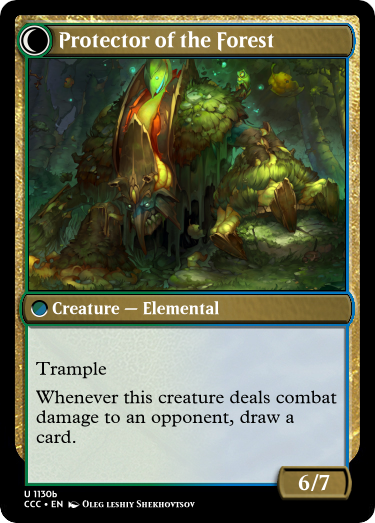 Protector of the Forest
Creature — Elemental
Trample
Whenever this creature deals combat
damage to an opponent, draw a
card.
6/7
U 1130b
CCC • EN Oleg leshiy Shekhovtsov